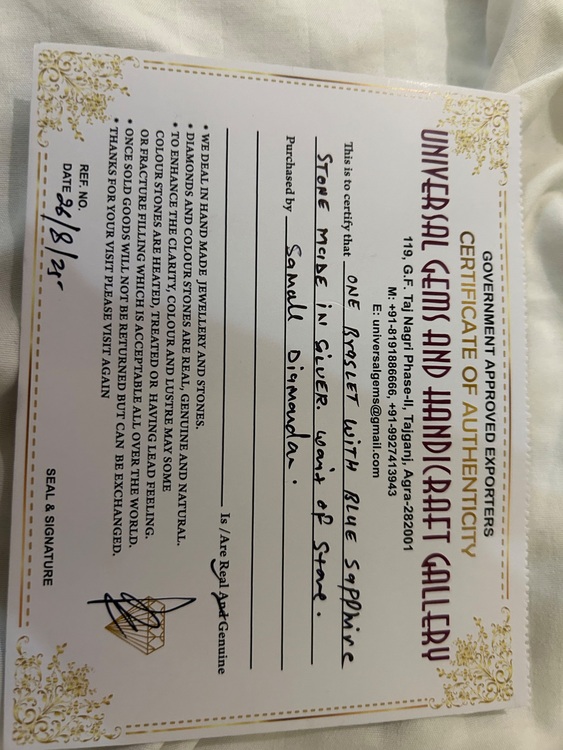 GOVERNMENT APPROVED EXPORTERS
CERTIFICATE OF AUTHENTICITY
UNIVERSAL GEMS AND HANDICRAFT GALLERY
119, G.F. Taj Nagri Phase-II, Tajganj, Agra-282001
M: +91-8191886666, +91-9927413943
E: universalgems@gmail.com
This is to certify that ONE BYASLET WITH BLUE SAPPHIRE
STONE MADE IN SILVER. wait of Stone.
Purchased by Small Diamonda.
Is /Are Real And Genuine
• WE DEAL IN HAND MADE JEWELLERY AND STONES.
• DIAMONDS AND COLOUR STONES ARE REAL, GENUINE AND NATURAL.
• TO ENHANCE THE CLARITY, COLOUR AND LUSTRE MAY SOME
COLOUR STONES ARE HEATED, TREATED OR HAVING LEAD FEELING.
OR FRACTURE FILLING WHICH IS ACCEPTABLE ALL OVER THE WORLD.
• ONCE SOLD GOODS WILL NOT BE RETURNED BUT CAN BE EXCHANGED.
• THANKS FOR YOUR VISIT PLEASE VISIT AGAIN
REF. NO.
DATE 26/8/25
SEAL & SIGNATURE